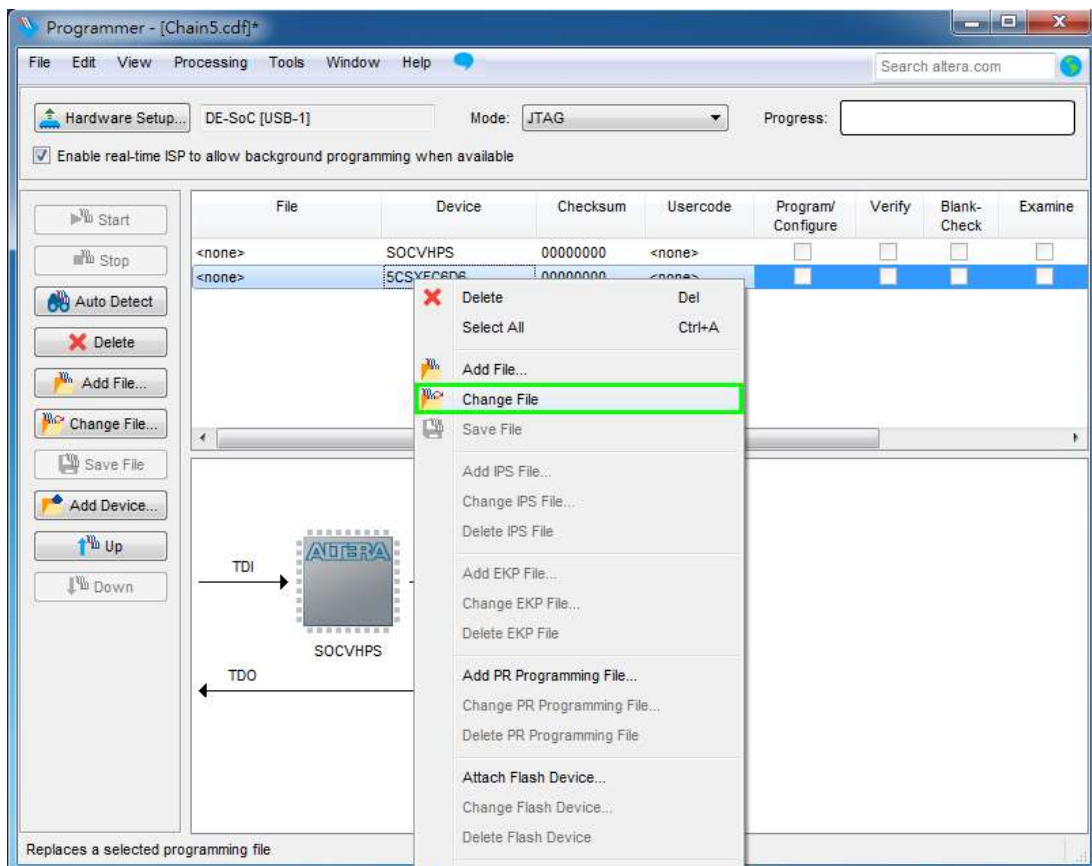 Programmer - [Chain5.cdf]*
File Edit View Processing Tools Window Help
Search altera.com
Hardware Setup... DE-SoC [USB-1] Mode: JTAG Progress:
Enable real-time ISP to allow background programming when available
Start
Stop
Auto Detect
Delete
Add File...
Change File...
Save File
Add Device...
Up
Down
File Device Checksum Usercode Program/ Configure Verify Blank- Check Examine
<none> SOCVHPS 00000000 <none>
<none> 5CSXFC6D6 00000000 <none>
Delete Del
Select All Ctrl+A
Add File...
Change File
Save File
Add IPS File...
Change IPS File...
Delete IPS File
Add EKP File...
Change EKP File...
Delete EKP File
Add PR Programming File...
Change PR Programming File...
Delete PR Programming File
Attach Flash Device...
Change Flash Device...
Delete Flash Device
TDI
ALTERA
SOCVHPS
TDO
Replaces a selected programming file